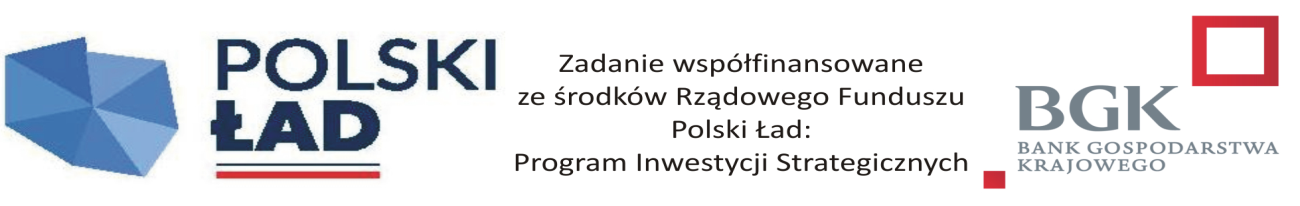 POLSKI
ŁAD
Zadanie współfinansowane
ze środków Rządowego Funduszu
Polski Ład:
Program Inwestycji Strategicznych
BGK
BANK GOSPODARSTWA
KRAJOWEGO